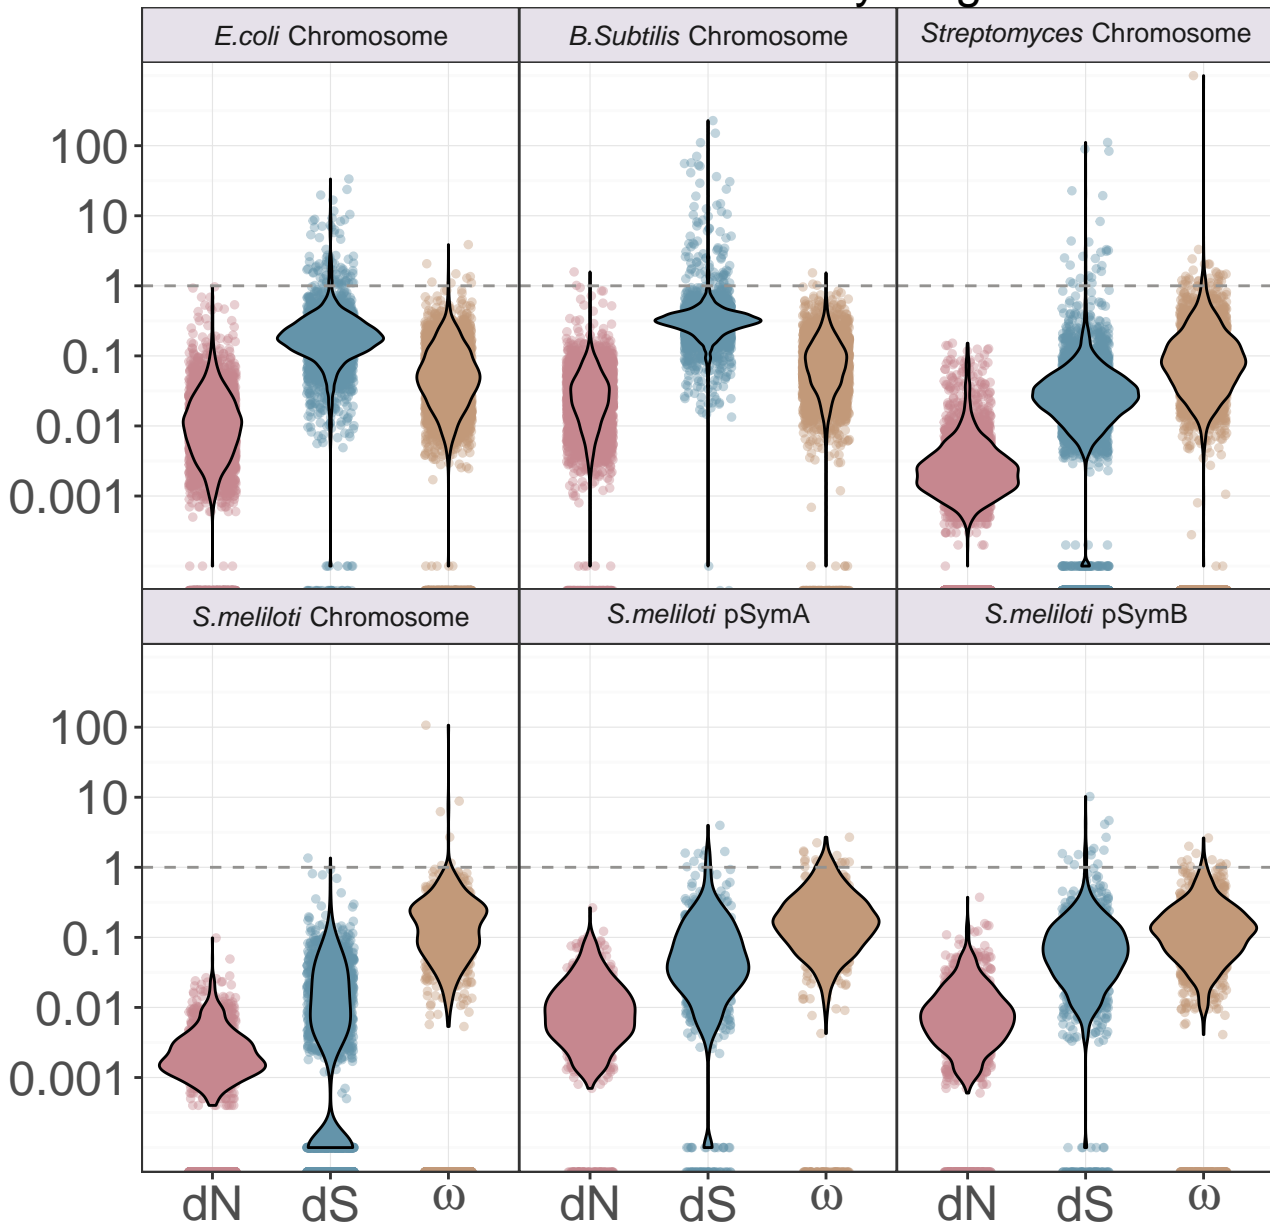 E.coli Chromosome
B.Subtilis Chromosome
Streptomyces Chromosome
100
10
1
0.1
0.01
0.001
S.meliloti Chromosome
S.meliloti pSymA
S.meliloti pSymB
100
10
1
0.1
0.01
0.001
dN
dS
ω
dN
dS
ω
dN
dS
ω